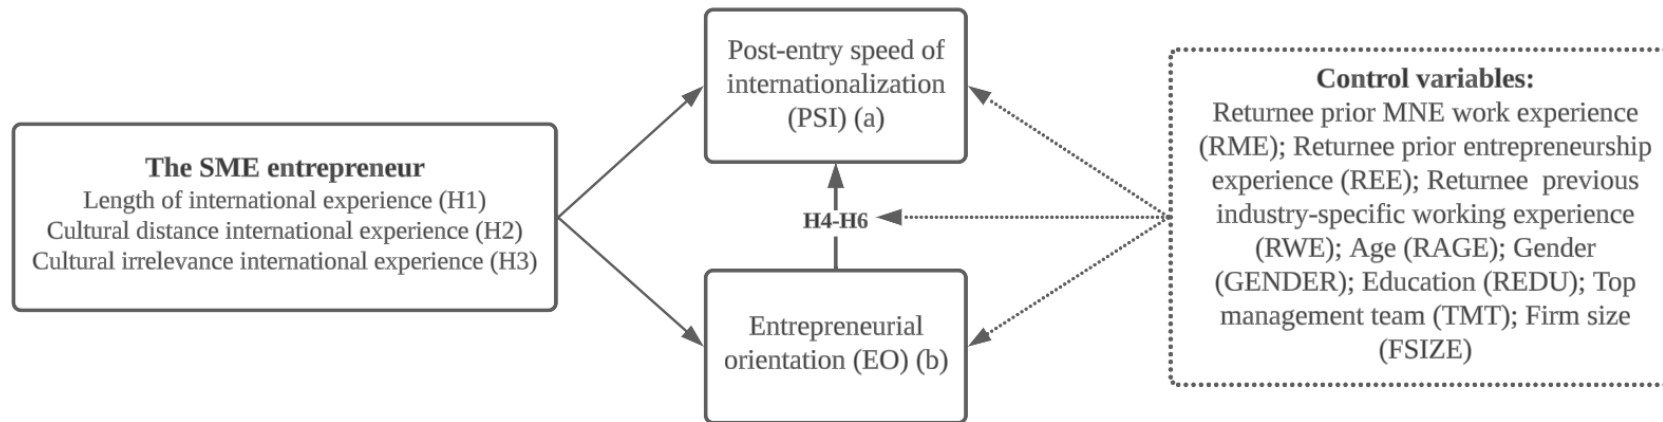 The SME entrepreneur
Length of international experience (H1)
Cultural distance international experience (H2)
Cultural irrelevance international experience (H3)
Post-entry speed of
internationalization
(PSI) (a)
H4-H6
Entrepreneurial
orientation (EO) (b)
Control variables:
Returnee prior MNE work experience
(RME); Returnee prior entrepreneurship
experience (REE); Returnee previous
industry-specific working experience
(RWE); Age (RAGE); Gender
(GENDER); Education (REDU); Top
management team (TMT); Firm size
(FSIZE)